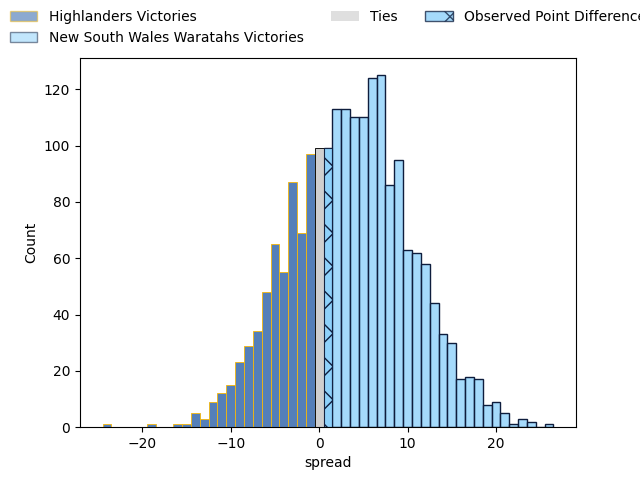 Highlanders Victories
New South Wales Waratahs Victories
Ties
Observed Point Difference
120
100
80
60
40
20
0
Count
−20 −10 0 10 20
spread